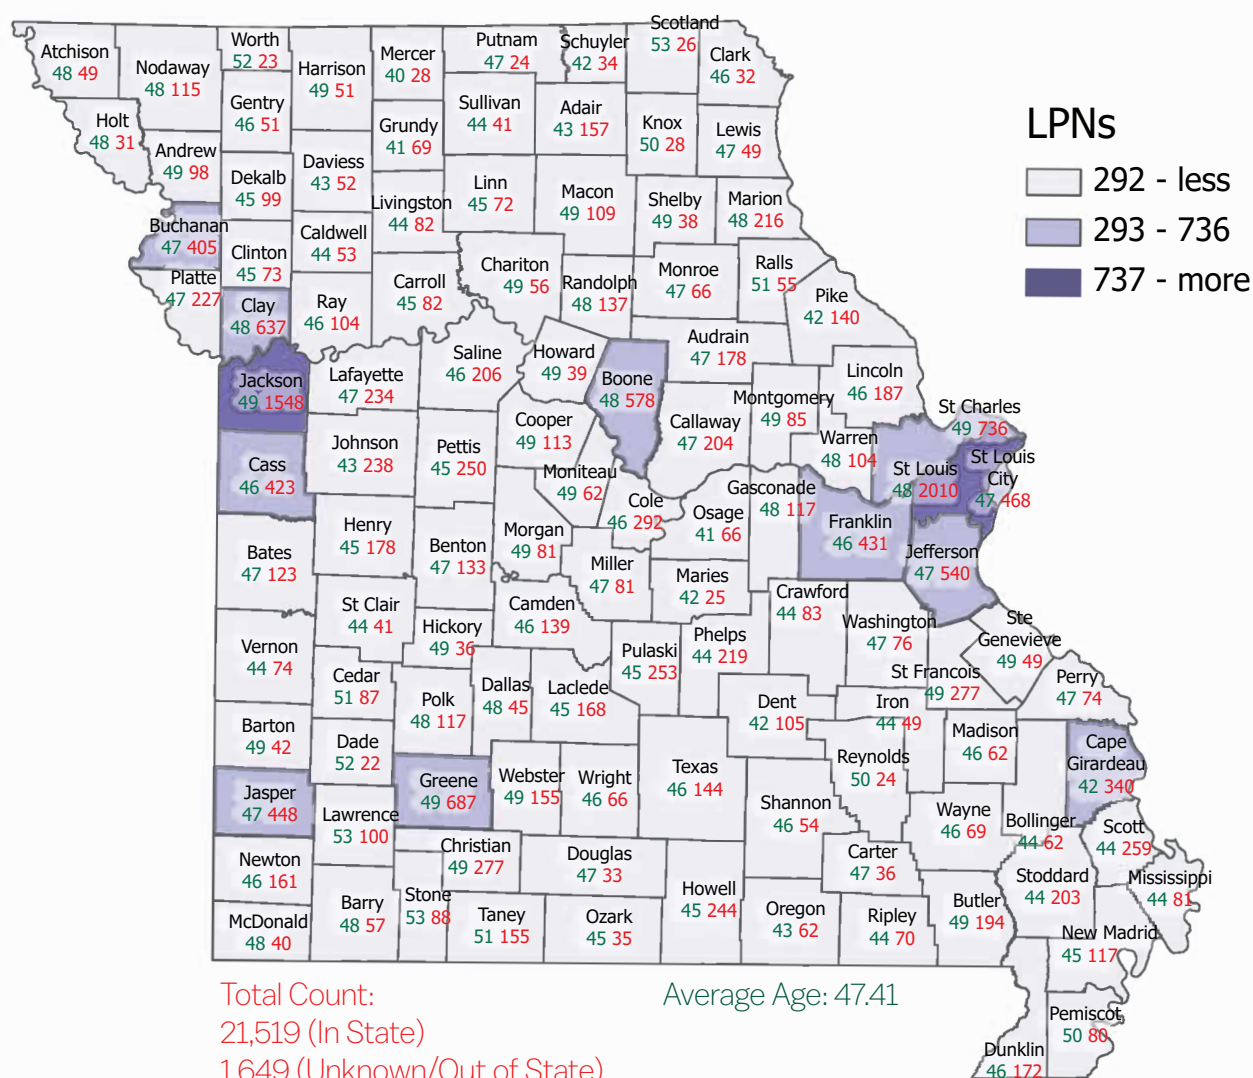 Atchison
48 49
Nodaway
48 115
Worth
52 23
Harrison
49 51
Mercer
40 28
Putnam
47 24
Schuyler
42 34
Scotland
53 26
Clark
46 32
Holt
48 31
Andrew
49 98
Gentry
46 51
Dekalb
45 99
Daviess
43 52
Grundy
41 69
Sullivan
44 41
Adair
43 157
Knox
50 28
Lewis
47 49
LPNs
292 - less
293 - 736
737 - more
Buchanan
47 405
Clinton
45 73
Caldwell
44 53
Livingston
44 82
Linn
45 72
Macon
49 109
Shelby
49 38
Marion
48 216
Platte
47 227
Clay
48 637
Ray
46 104
Carroll
45 82
Chariton
49 56
Randolph
48 137
Monroe
47 66
Ralls
51 55
Pike
42 140
Jackson
49 1548
Lafayette
47 234
Saline
46 206
Howard
49 39
Boone
48 578
Audrain
47 178
Montgomery
49 85
Lincoln
46 187
St Charles
49 736
Cass
46 423
Johnson
43 238
Pettis
45 250
Cooper
49 113
Moniteau
49 62
Callaway
47 204
Warren
48 104
St Louis
48 2010
St Louis
City
47 468
Bates
47 123
Henry
45 178
Benton
47 133
Morgan
49 81
Cole
46 292
Osage
41 66
Gasconade
48 117
Franklin
46 431
Jefferson
47 540
Miller
47 81
Maries
42 25
Crawford
44 83
Washington
47 76
Ste
Genevieve
49 49
Vernon
44 74
St Clair
44 41
Hickory
49 36
Camden
46 139
Pulaski
45 253
Phelps
44 219
St Francois
49 277
Perry
47 74
Cedar
51 87
Polk
48 117
Dallas
48 45
Laclede
45 168
Dent
42 105
Iron
44 49
Madison
46 62
Cape
Girardeau
42 340
Barton
49 42
Dade
52 22
Greene
49 687
Webster
49 155
Wright
46 66
Texas
46 144
Reynolds
50 24
Jasper
47 448
Lawrence
53 100
Christian
49 277
Douglas
47 33
Shannon
46 54
Wayne
46 69
Bollinger
44 62
Scott
44 259
Newton
46 161
Carter
47 36
Stoddard
44 203
Mississippi
44 81
McDonald
48 40
Barry
48 57
Stone
53 88
Taney
51 155
Ozark
45 35
Howell
45 244
Oregon
43 62
Ripley
44 70
Butler
49 194
New Madrid
45 117
Pemiscot
50 80
Dunklin
46 172
Total Count:
21,519 (In State)
1,649 (Unknown/Out of State)
Average Age: 47.41